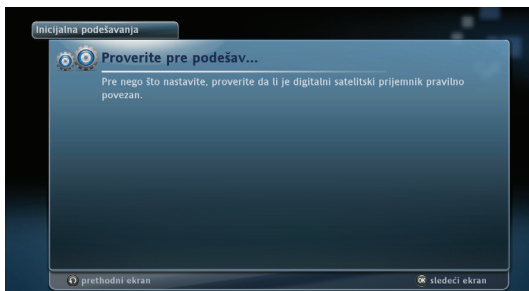 Inicijalna podešavanja
Proverite pre podešav...
Pre nego što nastavite, proverite da li je digitalni satelitski prijemnik pravilno
povezan.
prethodni ekran
OK sledeći ekran